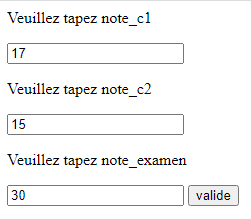 Veuillez tapez note_c1
17
Veuillez tapez note_c2
15
Veuillez tapez note_examen
30 valide